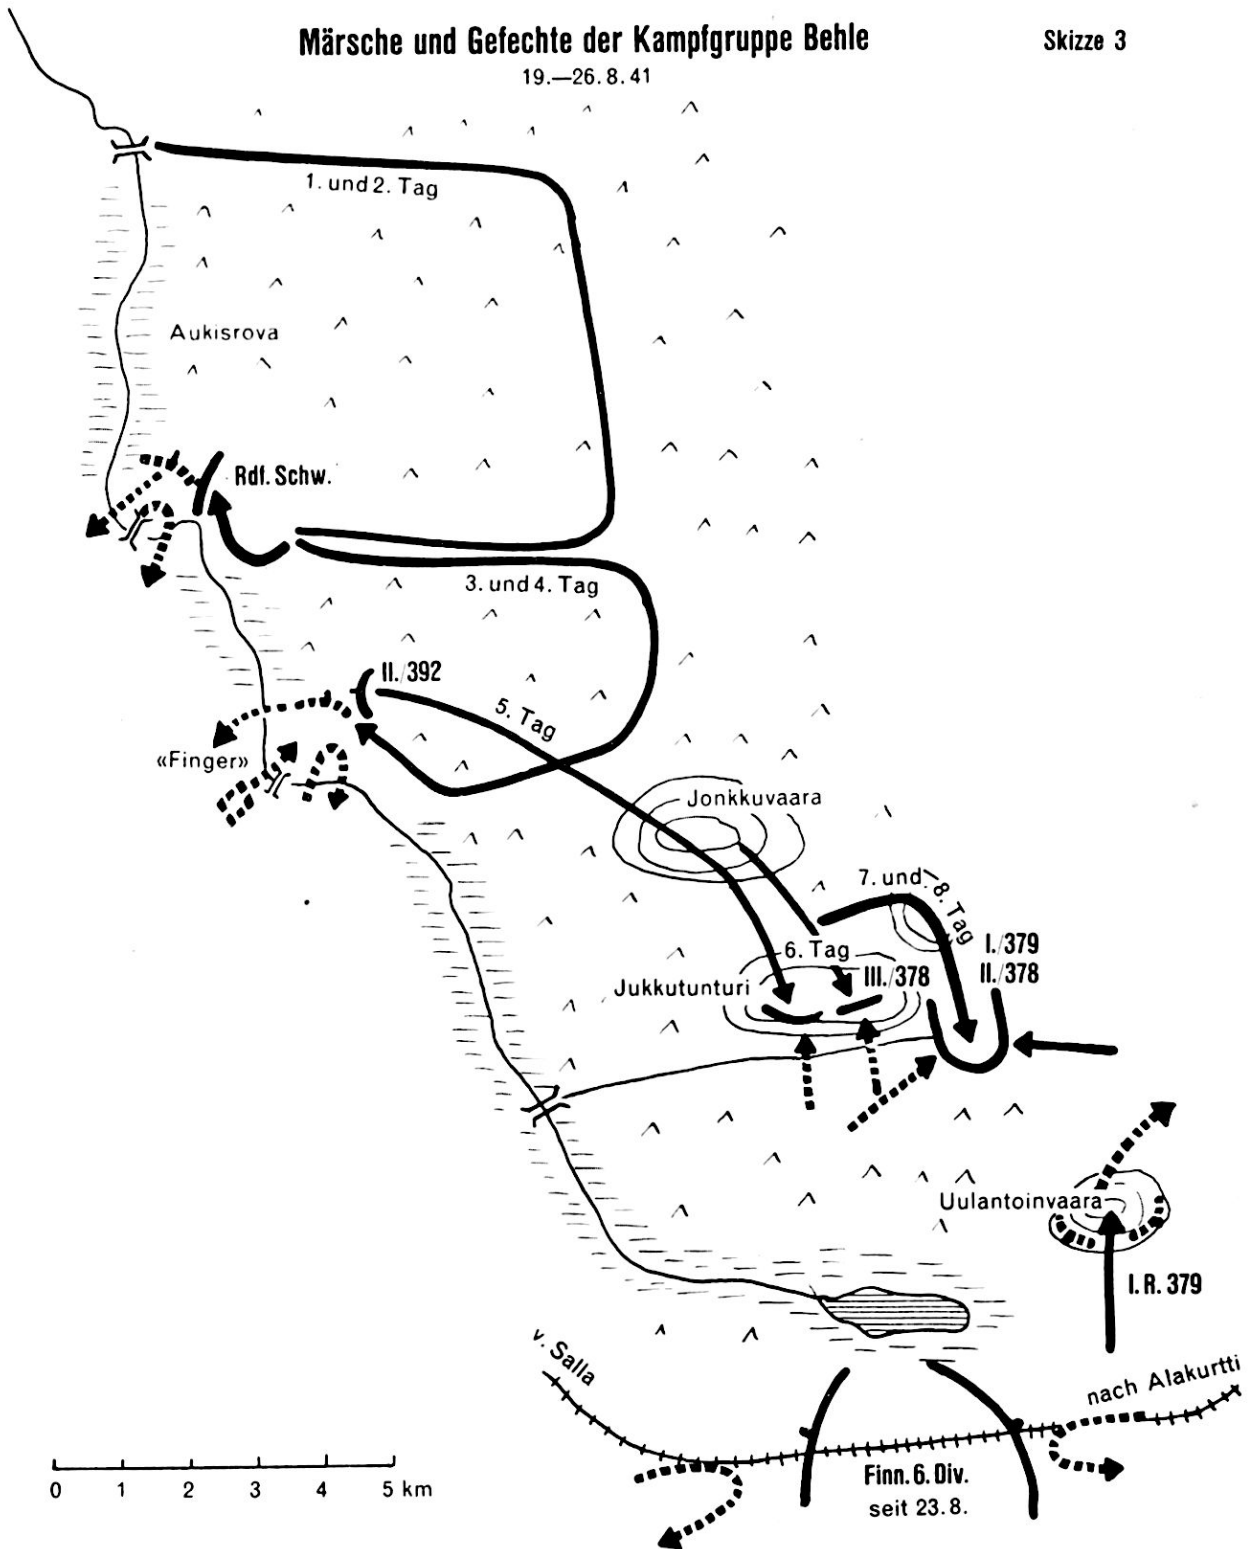 Märsche und Gefechte der Kampfgruppe Behle
Skizze 3
19.—26.8.41
1. und 2. Tag
Aukisrova
Rdf. Schw.
3. und 4. Tag
II./392
5. Tag
«Finger»
Jonkkuvaara
7. und 8. Tag
I./379
II./378
6. Tag
III./378
Jukkutunturi
Uulantoinvaara
I.R. 379
v. Salla
nach Alakurtti
Finn. 6. Div.
seit 23.8.
0 1 2 3 4 5 km